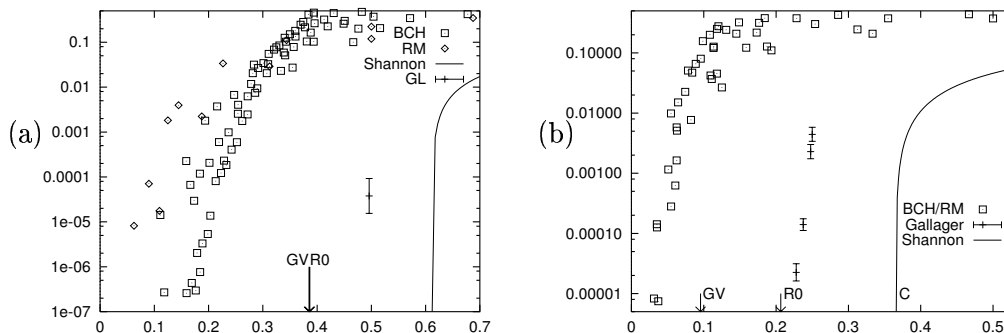 (a)
0.1
0.01
0.001
0.0001
1e-05
1e-06
1e-07
0 0.1 0.2 0.3 0.4 0.5 0.6 0.7
BCH
RM
Shannon
GL
GVR0
(b)
0.10000
0.01000
0.00100
0.00010
0.00001
0 0.1 0.2 0.3 0.4 0.5
BCH/RM
Gallager
Shannon
GV R0 C